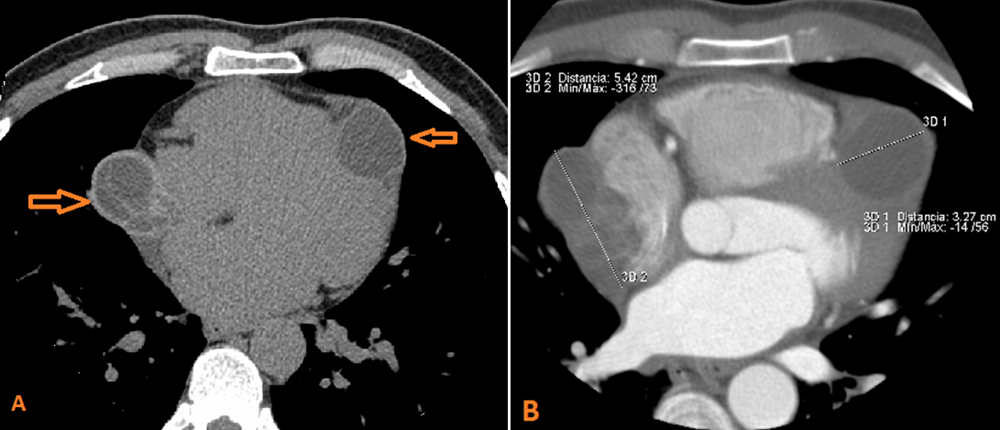 3D 2 Distancia: 5.42 cm
3D 2 Min/Max: -316 /73
3D 1
3D 1 Distancia: 3.27 cm
3D 1 Min/Max: -14 /56
3D 2
A
B